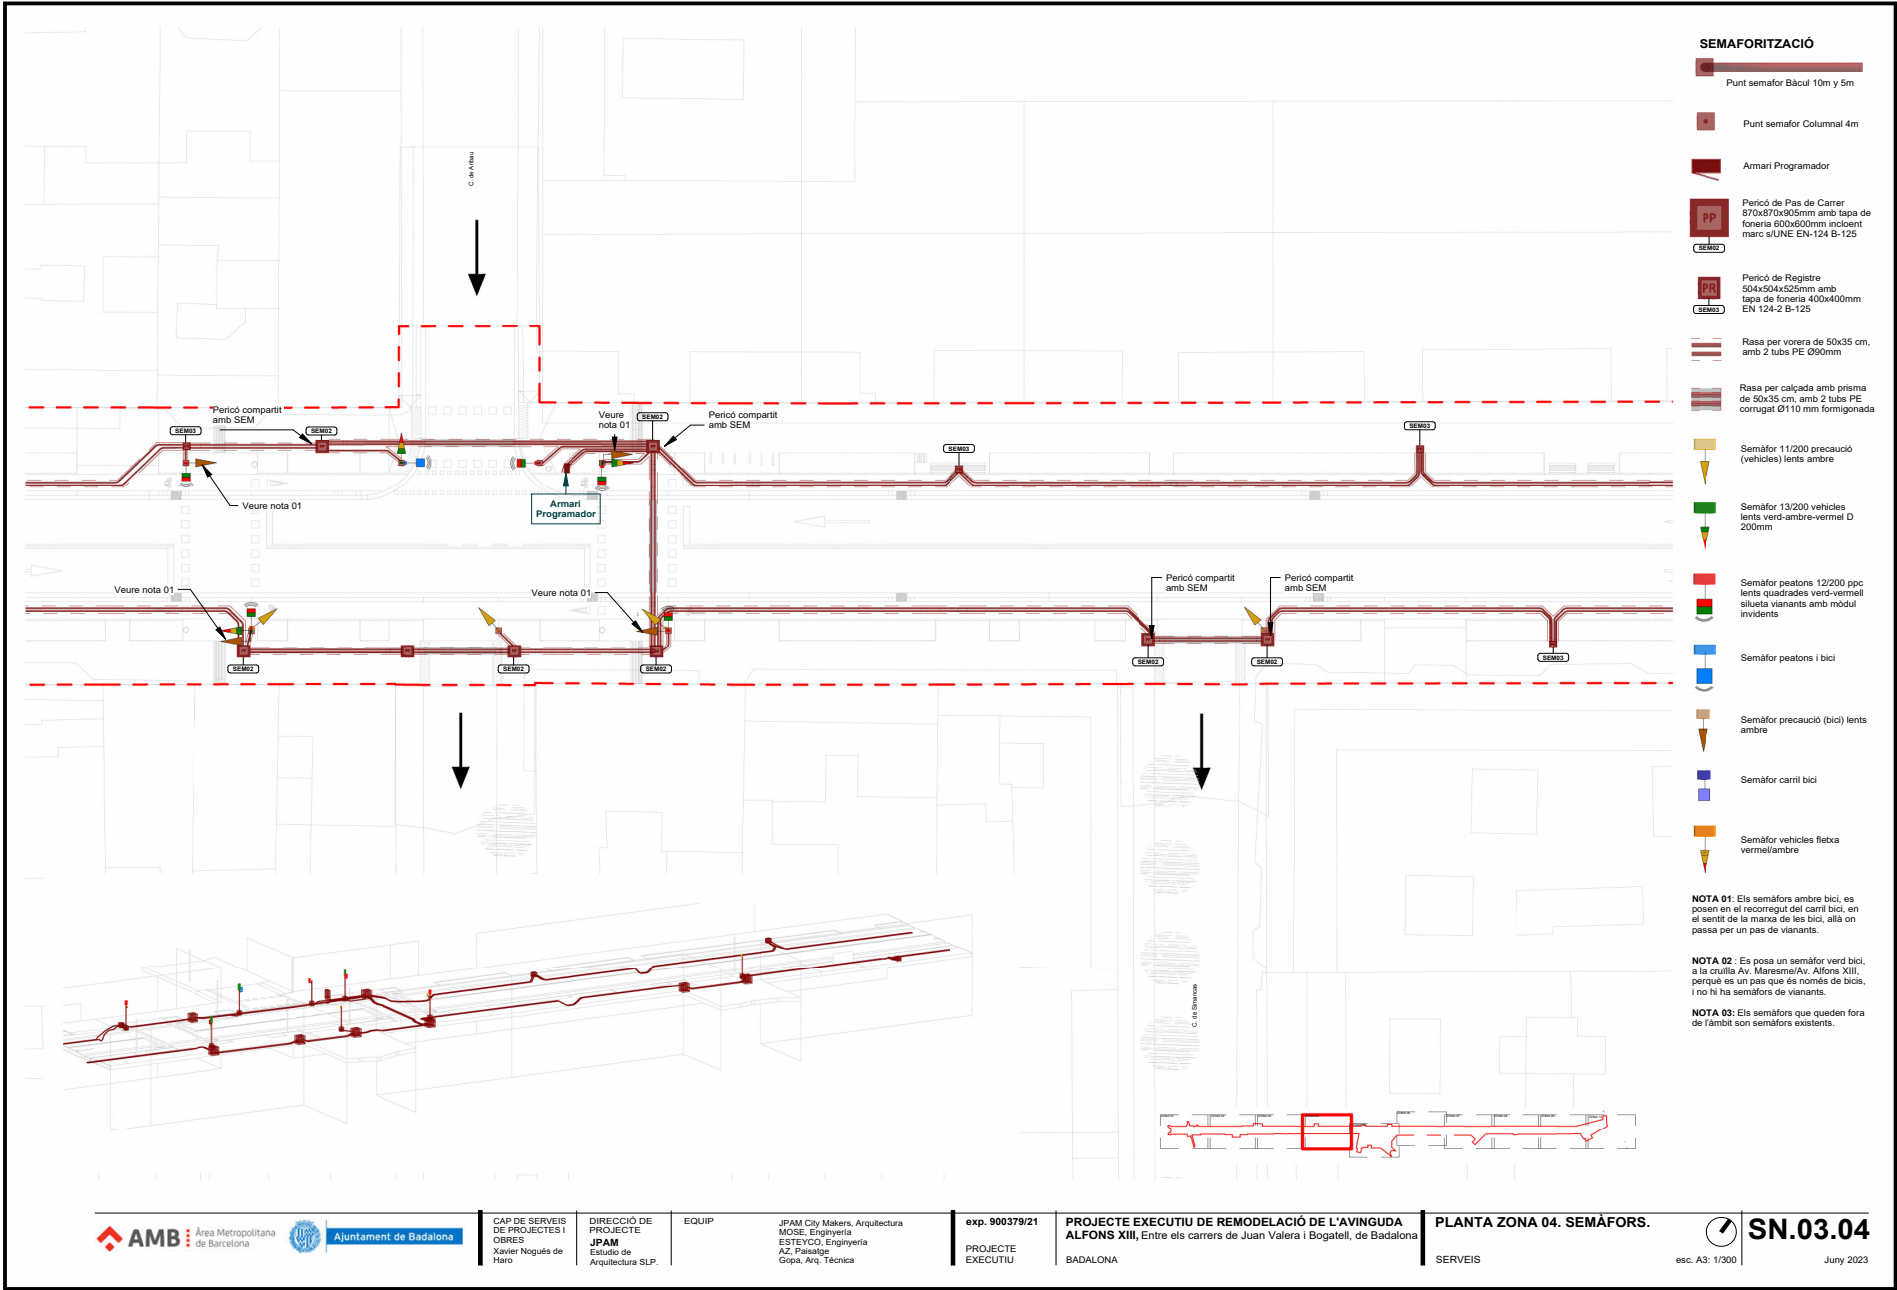 SEMAFORITZACIÓ
Punt semafor Bàcul 10m y 5m
Punt semafor Columnal 4m
Armari Programador
PP
Pericó de Pas de Carrer
870x870x905mm amb tapa de
foneria 600x600mm incloent
marc s/UNE EN-124 B-125
SEM02
PR
Pericó de Registre
504x504x525mm amb
tapa de foneria 400x400mm
EN 124-2 B-125
SEM03
Rasa per vorera de 50x35 cm,
amb 2 tubs PE Ø90mm
Rasa per calçada amb prisma
de 50x35 cm, amb 2 tubs PE
corrugat Ø110 mm formigonada
Semàfor 11/200 precaució
(vehicles) lents ambre
Semàfor 13/200 vehicles
lents verd-ambre-vermel D
200mm
Semàfor peatons 12/200 ppc
lents quadrades verd-vermell
silueta vianants amb mòdul
invidents
Semàfor peatons i bici
Semàfor precaució (bici) lents
ambre
Semàfor carril bici
Semàfor vehicles fletxa
vermel/ambre
NOTA 01: Els semàfors ambre bici, es
posen en el recorregut del carril bici, en
el sentit de la marxa de les bici, allà on
passa per un pas de vianants.
NOTA 02 : Es posa un semàfor verd bici,
a la cruïlla Av. Maresme/Av. Alfons XIII,
perquè es un pas que és només de bicis,
i no hi ha semàfors de vianants.
NOTA 03: Els semàfors que queden fora
de l'àmbit son semàfors existents.
C. de Aribau
Pericó compartit
amb SEM
SEM03
SEM02
Veure
nota 01
SEM02
Pericó compartit
amb SEM
SEM03
SEM03
Veure nota 01
Armari
Programador
Veure nota 01
Veure nota 01
Pericó compartit
amb SEM
Pericó compartit
amb SEM
SEM02
SEM02
SEM02
SEM02
SEM02
SEM03
C. de Simancas
AMB
Àrea Metropolitana
de Barcelona
Ajuntament de Badalona
CAP DE SERVEIS
DE PROJECTES I
OBRES
Xavier Nogués de
Haro
DIRECCIÓ DE
PROJECTE
JPAM
Estudio de
Arquitectura SLP.
EQUIP
JPAM City Makers, Arquitectura
MOSE, Enginyería
ESTEYCO, Enginyería
AZ, Paisatge
Gopa, Arq. Técnica
exp. 900379/21
PROJECTE
EXECUTIU
PROJECTE EXECUTIU DE REMODELACIÓ DE L'AVINGUDA
ALFONS XIII, Entre els carrers de Juan Valera i Bogatell, de Badalona
BADALONA
PLANTA ZONA 04. SEMÀFORS.
SERVEIS
esc. A3: 1/300
SN.03.04
Juny 2023